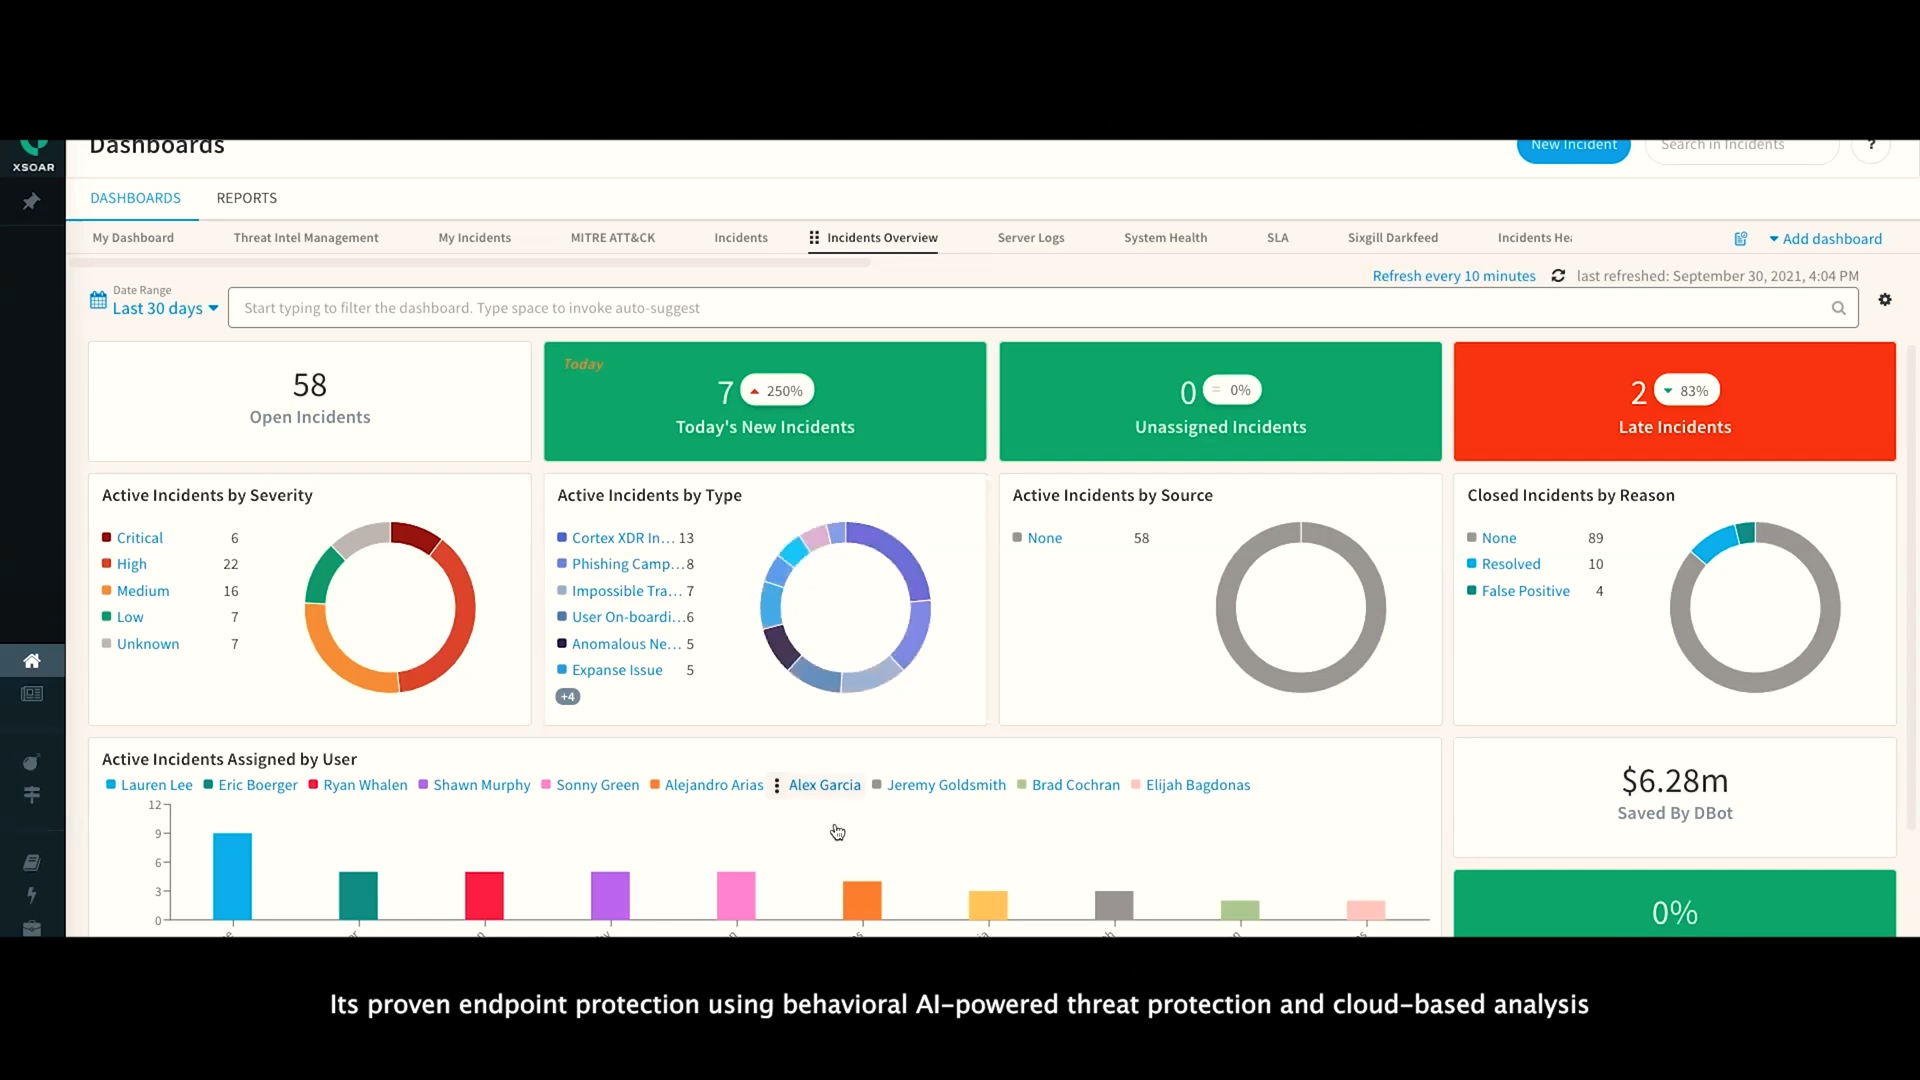 Dashboards
New Incident
Search in Incidents
?
XSOAR
DASHBOARDS
REPORTS
My Dashboard
Threat Intel Management
My Incidents
MITRE ATT&CK
Incidents
Incidents Overview
Server Logs
System Health
SLA
Sixgill Darkfeed
Incidents Hea
Add dashboard
Refresh every 10 minutes
last refreshed: September 30, 2021, 4:04 PM
Date Range
Last 30 days
Start typing to filter the dashboard. Type space to invoke auto-suggest
58
Open Incidents
Today
7
250%
Today's New Incidents
0
= 0%
Unassigned Incidents
2
83%
Late Incidents
Active Incidents by Severity
Critical 6
High 22
Medium 16
Low 7
Unknown 7
Active Incidents by Type
Cortex XDR In... 13
Phishing Camp... 8
Impossible Tra... 7
User On-boardi... 6
Anomalous Ne... 5
Expanse Issue 5
+4
Active Incidents by Source
None 58
Closed Incidents by Reason
None 89
Resolved 10
False Positive 4
Active Incidents Assigned by User
Lauren Lee Eric Boerger Ryan Whalen Shawn Murphy Sonny Green Alejandro Arias Alex Garcia Jeremy Goldsmith Brad Cochran Elijah Bagdonas
12
9
6
3
0
$6.28m
Saved By DBot
0%
Its proven endpoint protection using behavioral AI-powered threat protection and cloud-based analysis